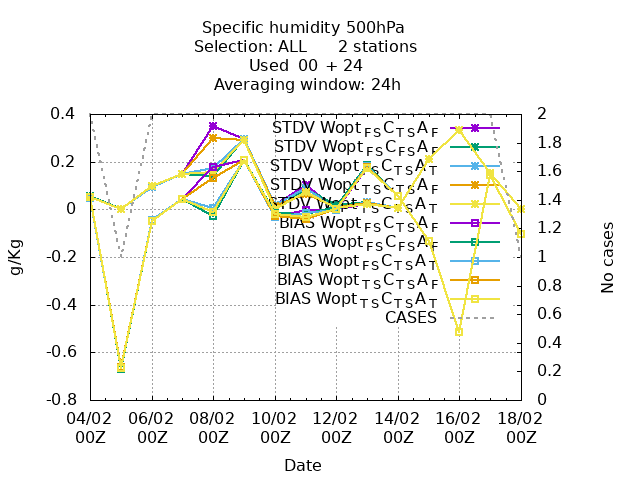 Specific humidity 500hPa
Selection: ALL 2 stations
Used 00 + 24
Averaging window: 24h
0.4
0.2
0
-0.2
-0.4
-0.6
-0.8
g/Kg
STDV Wopt FS C TS A F
STDV Wopt FS C FS A F
STDV Wopt FS C TS A T
STDV Wopt TS C TS A F
STDV Wopt TS C TS A T
BIAS Wopt FS C TS A F
BIAS Wopt FS C FS A F
BIAS Wopt FS C TS A T
BIAS Wopt TS C TS A F
BIAS Wopt TS C TS A T
CASES
2
1.8
1.6
1.4
1.2
1
0.8
0.6
0.4
0.2
0
No cases
04/02 06/02 08/02 10/02 12/02 14/02 16/02 18/02
00Z 00Z 00Z 00Z 00Z 00Z 00Z 00Z
Date